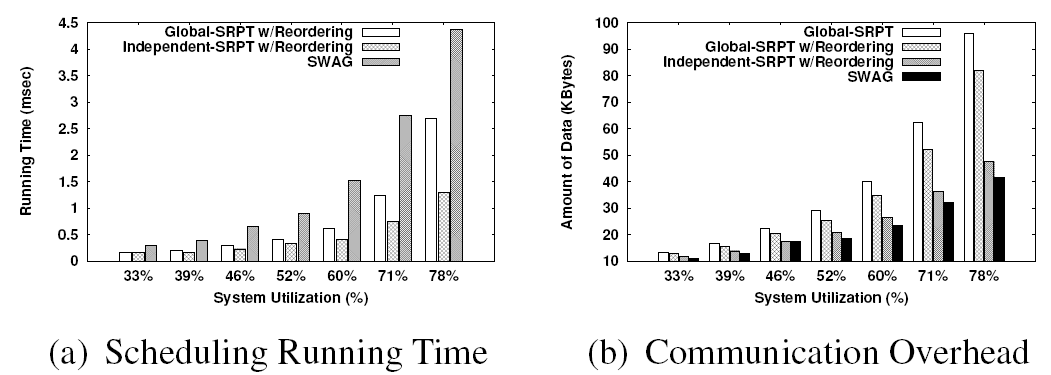 4.5
4
3.5
3
2.5
2
1.5
1
0.5
0
Running Time (msec)
Global-SRPT w/Reordering
Independent-SRPT w/Reordering
SWAG
33% 39% 46% 52% 60% 71% 78%
System Utilization (%)
(a) Scheduling Running Time
100
90
80
70
60
50
40
30
20
10
Amount of Data (KBytes)
Global-SRPT
Global-SRPT w/Reordering
Independent-SRPT w/Reordering
SWAG
33% 39% 46% 52% 60% 71% 78%
System Utilization (%)
(b) Communication Overhead